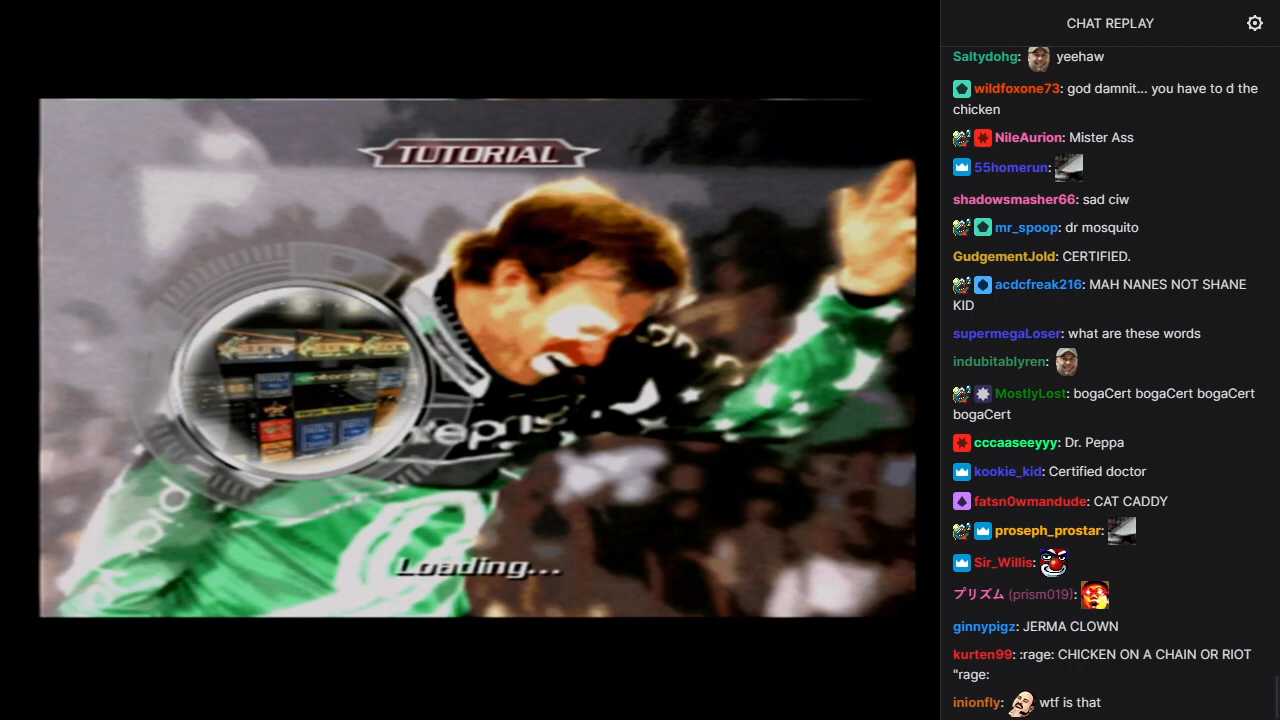 TUTORIAL
Loading...
CHAT REPLAY
Saltydohg: yeehaw
wildfoxone73: god damnit... you have to d the
chicken
NileAurion: Mister Ass
55homerun:
shadowsmasher66: sad ciw
mr_spoop: dr mosquito
GudgementJold: CERTIFIED.
acdcfreak216: MAH NANES NOT SHANE
KID
supermegaLoser: what are these words
indubitablyren:
MostlyLost: bogaCert bogaCert bogaCert
bogaCert
cccaaseeyyy: Dr. Peppa
kookie_kid: Certified doctor
fatsn0wmandude: CAT CADDY
proseph_prostar:
Sir_Willis:
プリズム (prism019):
ginnypigz: JERMA CLOWN
kurten99: :rage: CHICKEN ON A CHAIN OR RIOT
"rage:
inionfly: wtf is that